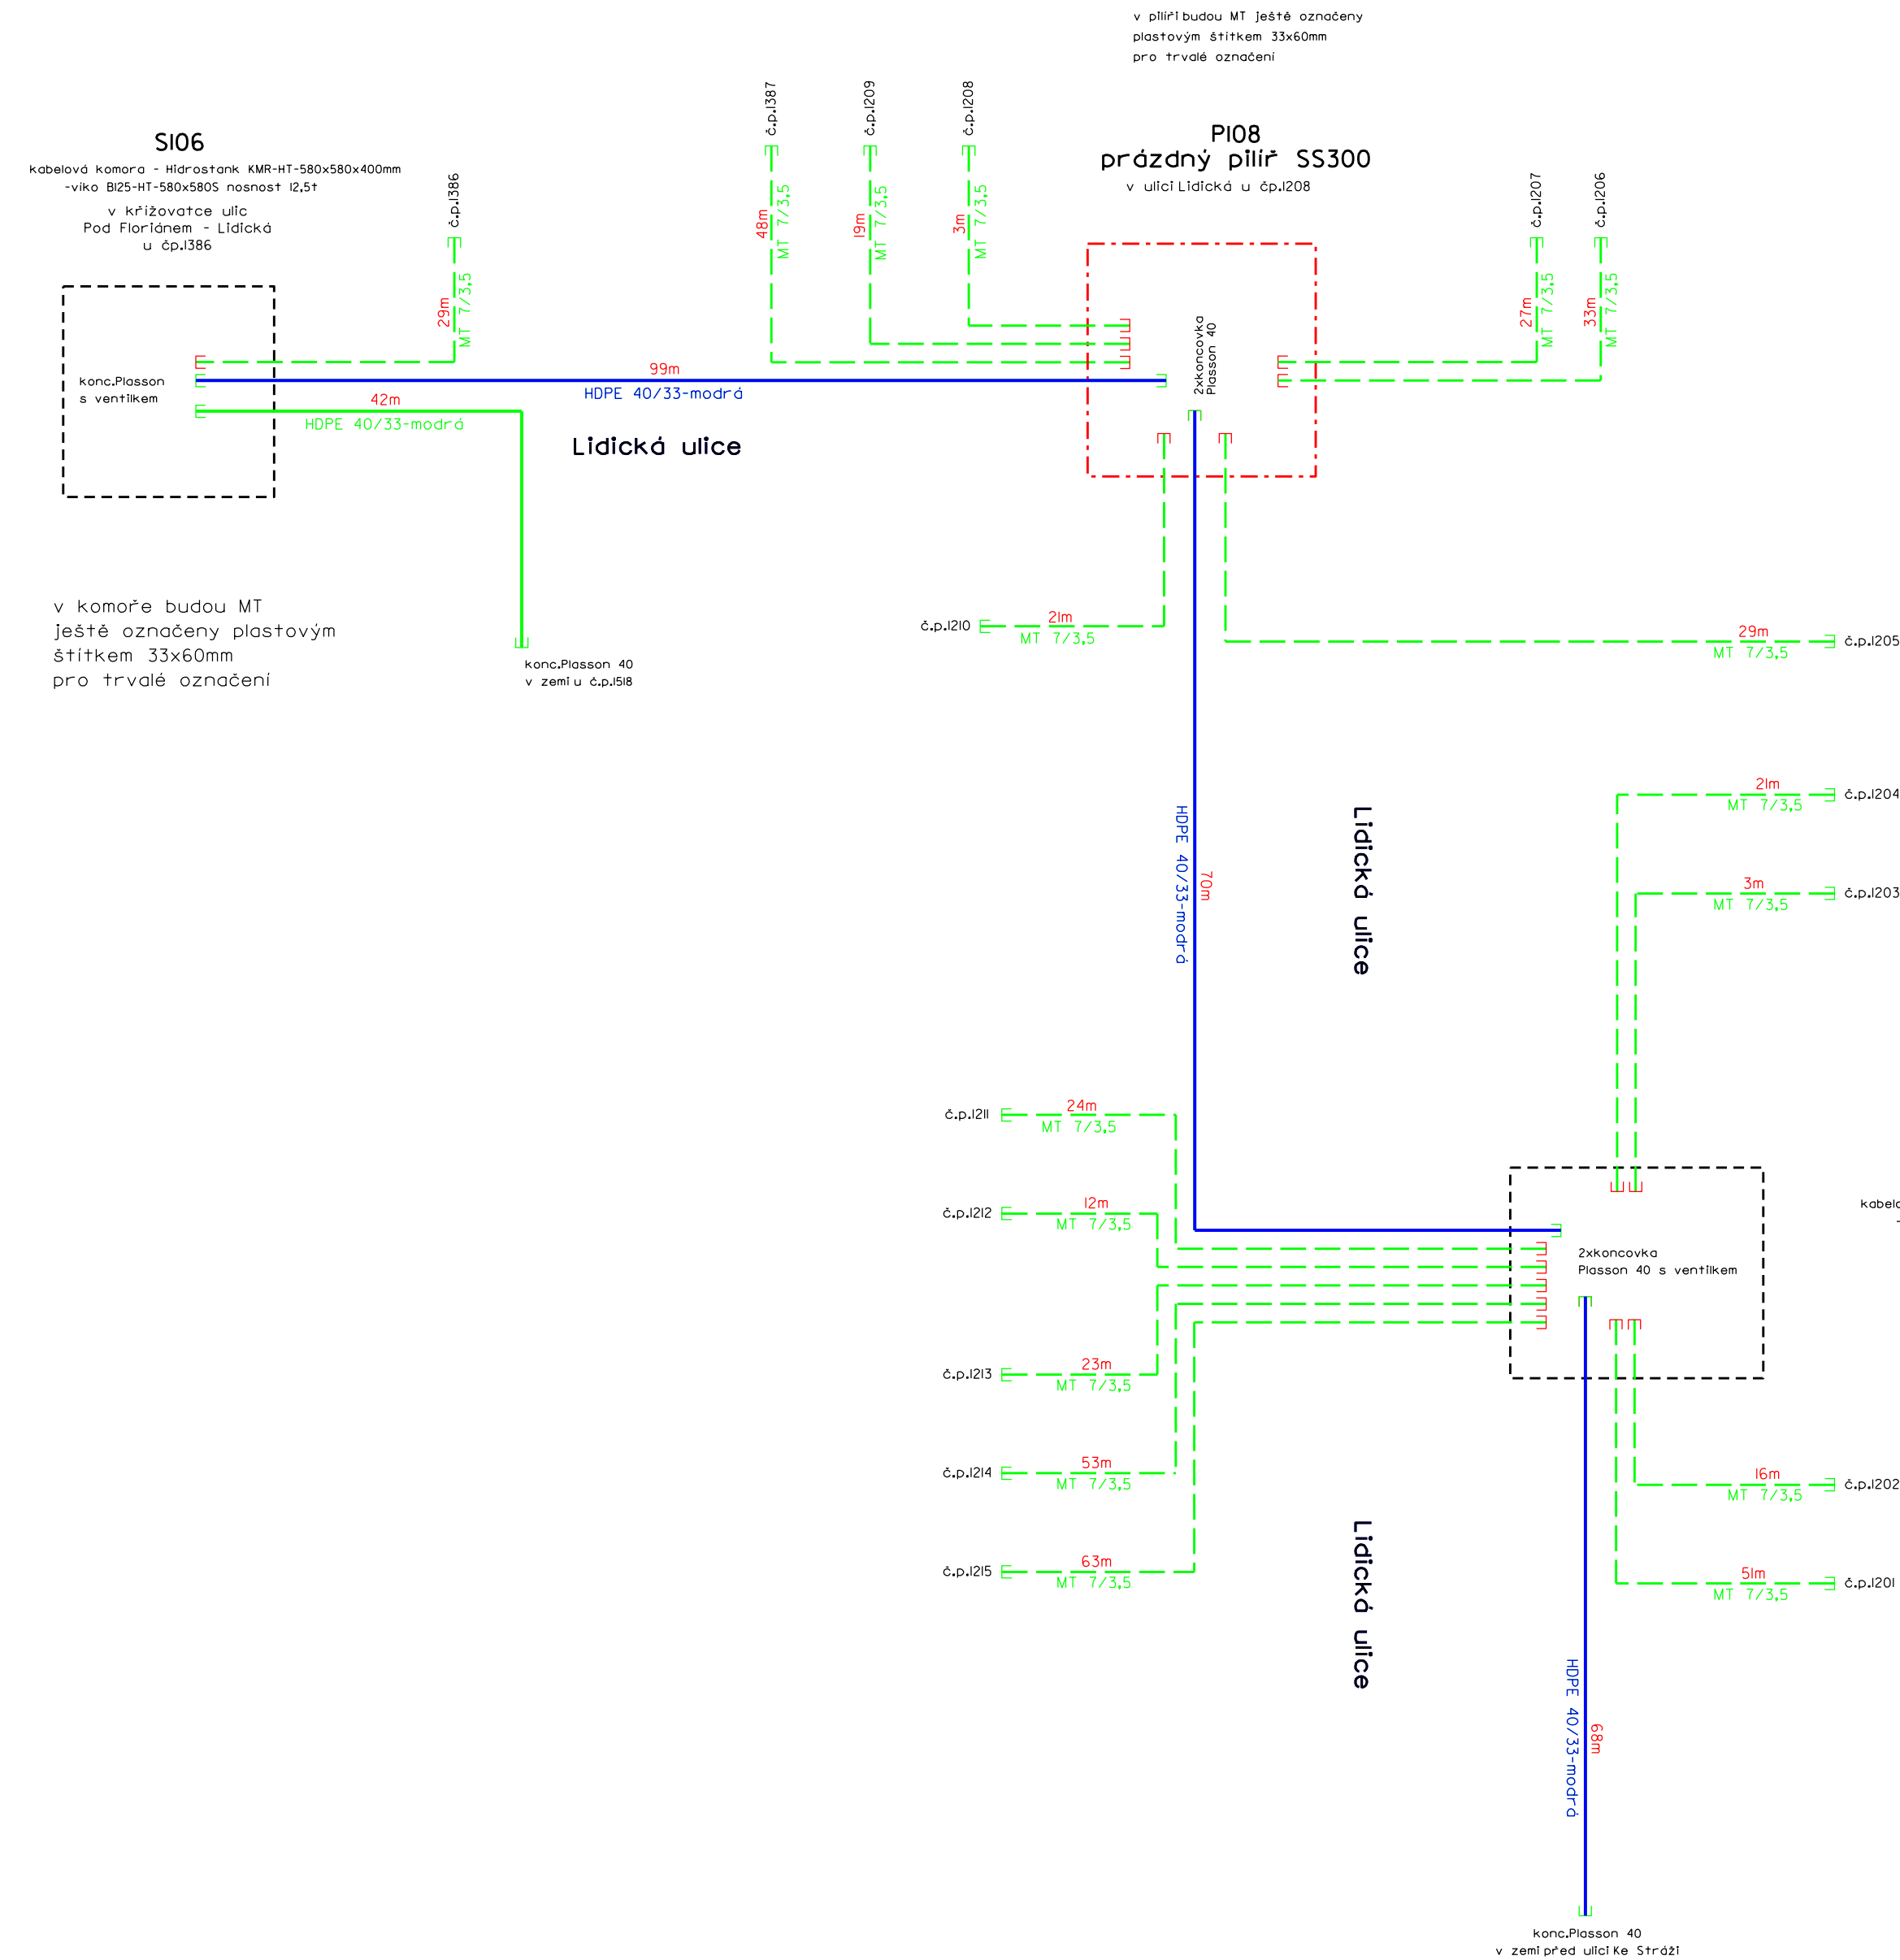 v pilíři budou MT ještě označeny
plastovým štítkem 33x60mm
pro trvalé označení
S106
kabelová komora - Hidrostank KMR-HT-580x580x400mm
-víko B125-HT-580x580S nosnost 12,5t
v křižovatce ulic
Pod Floriánem - Lidická
u čp.1386
č.p.1386
29m
MT 7/3,5
č.p.1387
48m
MT 7/3,5
č.p.1209
19m
MT 7/3,5
č.p.1208
3m
MT 7/3,5
P108
prázdný pilíř SS300
v ulici Lidická u čp.1208
č.p.1207
27m
MT 7/3,5
č.p.1206
33m
MT 7/3,5
konc.Plasson
s ventilkem
99m
HDPE 40/33-modrá
42m
HDPE 40/33-modrá
Lidická ulice
2xkoncovka
Plasson 40
v komoře budou MT
ještě označeny plastovým
štítkem 33x60mm
pro trvalé označení
konc.Plasson 40
v zemi u č.p.1518
č.p.1210
21m
MT 7/3,5
29m
MT 7/3,5
č.p.1205
HDPE 40/33-modrá
70m
Lidická ulice
21m
MT 7/3,5
č.p.1204
3m
MT 7/3,5
č.p.1203
č.p.1211
24m
MT 7/3,5
č.p.1212
12m
MT 7/3,5
2xkoncovka
Plasson 40 s ventilkem
č.p.1213
23m
MT 7/3,5
č.p.1214
53m
MT 7/3,5
č.p.1215
63m
MT 7/3,5
16m
MT 7/3,5
č.p.1202
51m
MT 7/3,5
č.p.1201
Lidická ulice
HDPE 40/33-modrá
68m
konc.Plasson 40
v zemi před ulicí Ke Stráži